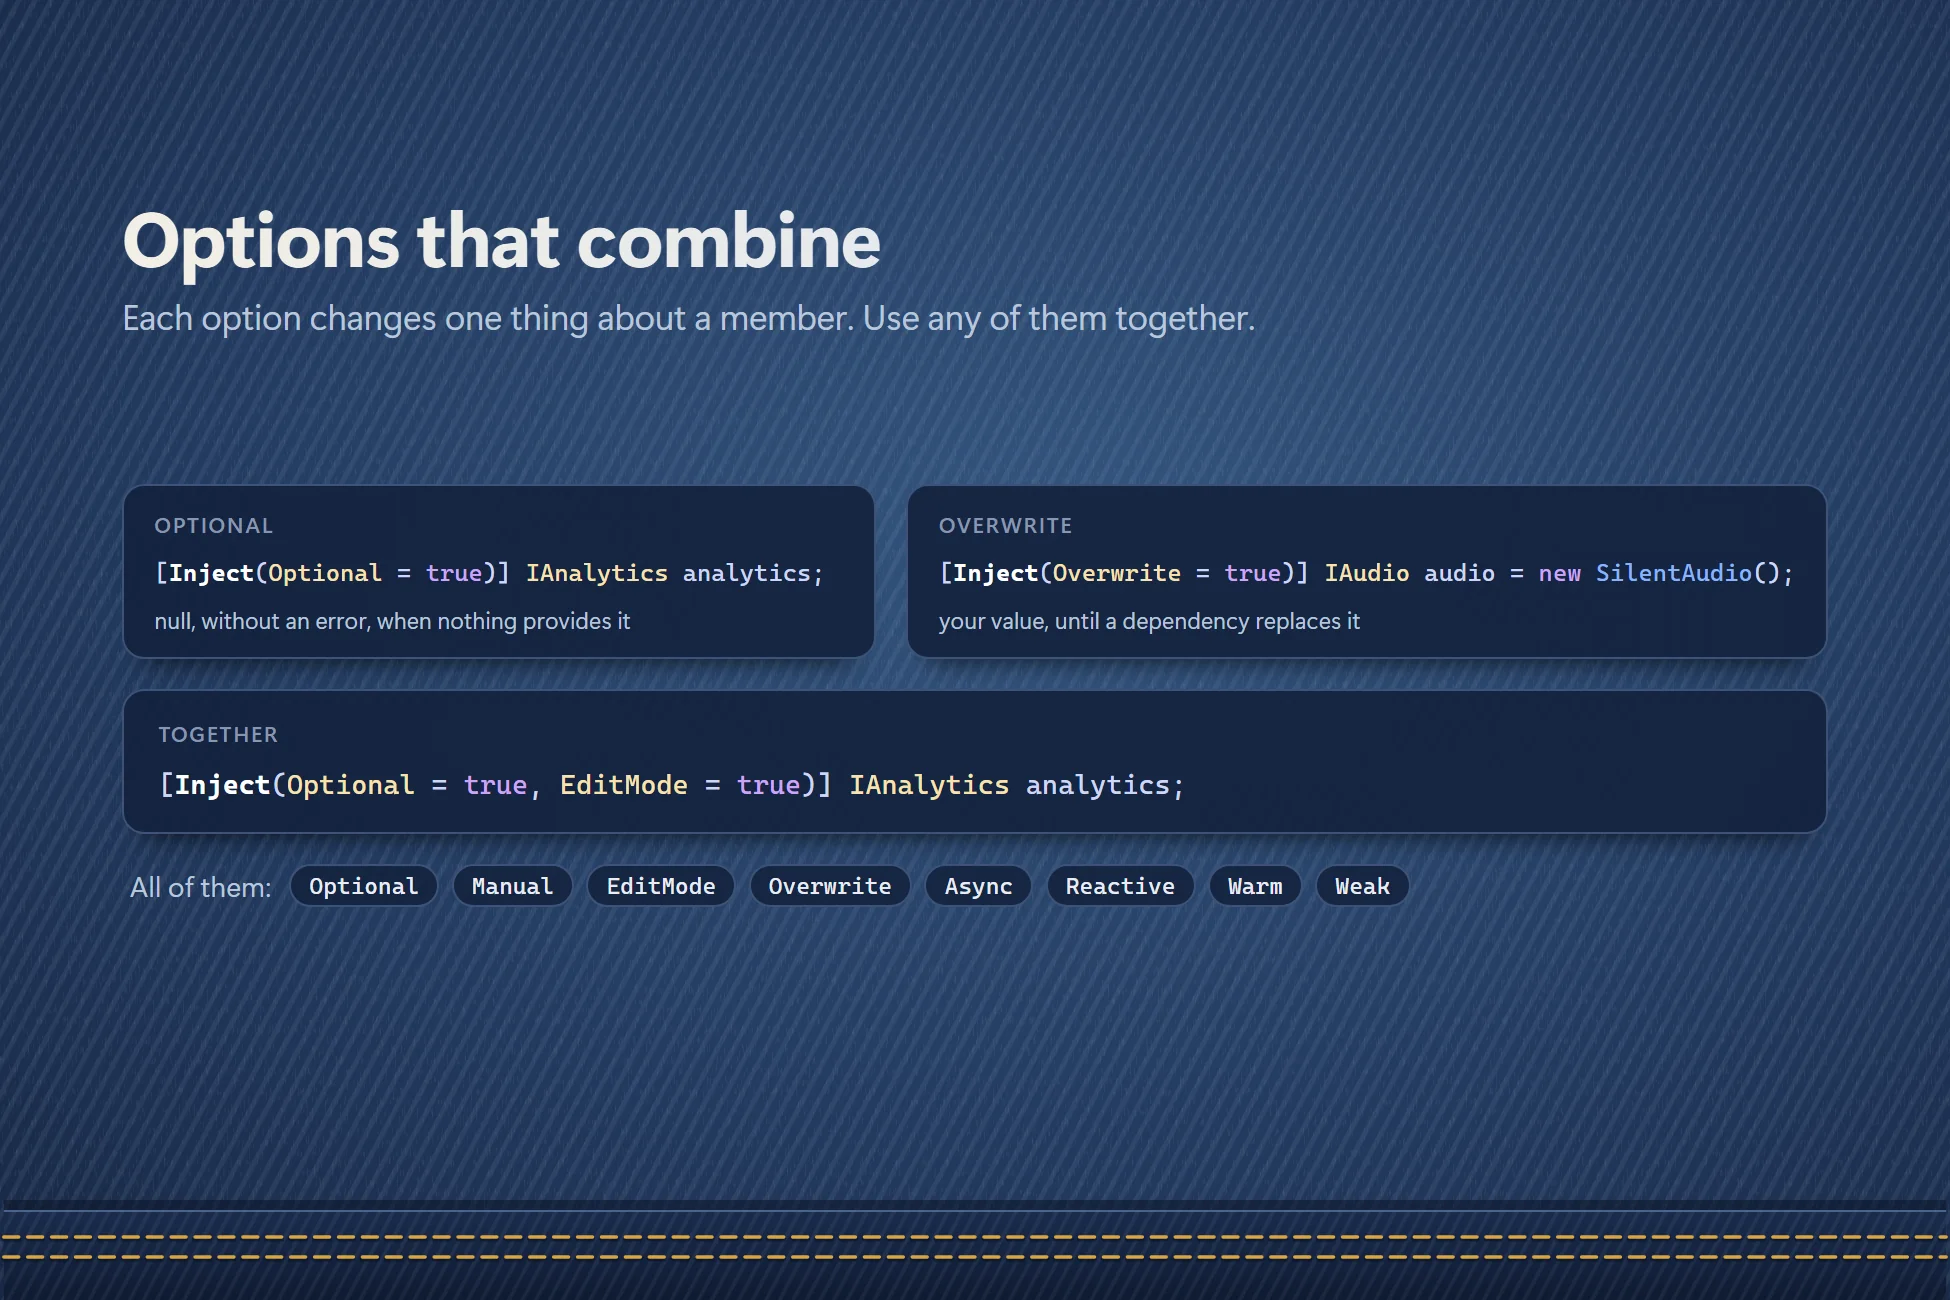 Options that combine
Each option changes one thing about a member. Use any of them together.
OPTIONAL
[Inject(Optional = true)] IAnalytics analytics;
null, without an error, when nothing provides it
OVERWRITE
[Inject(Overwrite = true)] IAudio audio = new SilentAudio();
your value, until a dependency replaces it
TOGETHER
[Inject(Optional = true, EditMode = true)] IAnalytics analytics;
All of them: Optional Manual EditMode Overwrite Async Reactive Warm Weak